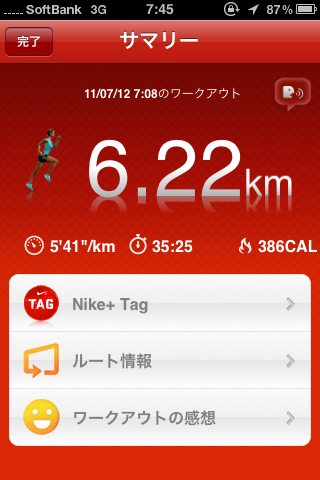 SoftBank 3G 7:45 87%
完了 サマリー
11/07/12 7:08のワークアウト
6.22km
5'41"/km 35:25 386CAL
TAG Nike+ Tag
ルート情報
ワークアウトの感想